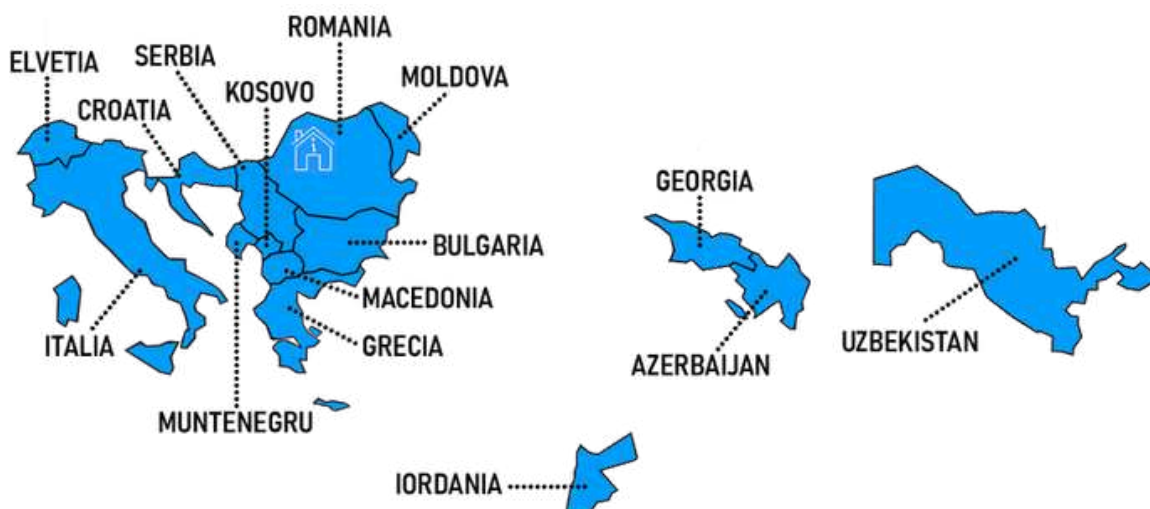 ROMANIA
ELVETIA
SERBIA
MOLDOVA
KOSOVO
CROATIA
GEORGIA
BULGARIA
MACEDONIA
UZBEKISTAN
ITALIA
GRECIA
AZERBAIJAN
MUNTENEGRU
IORDANIA